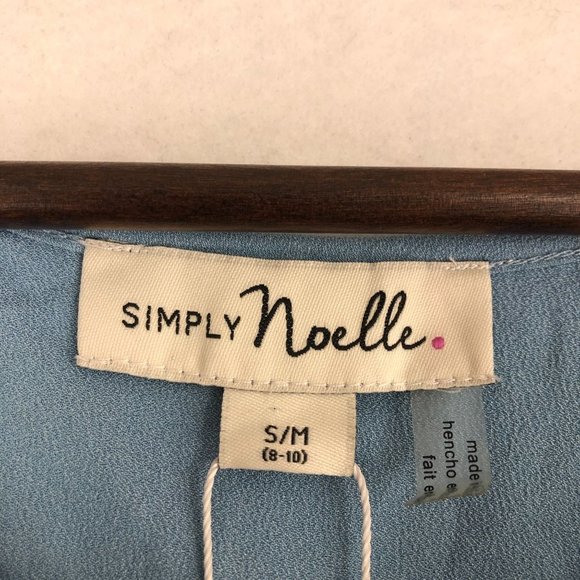 SIMPLY Noelle.
S/M
(8-10)
made
hencho e
fait e